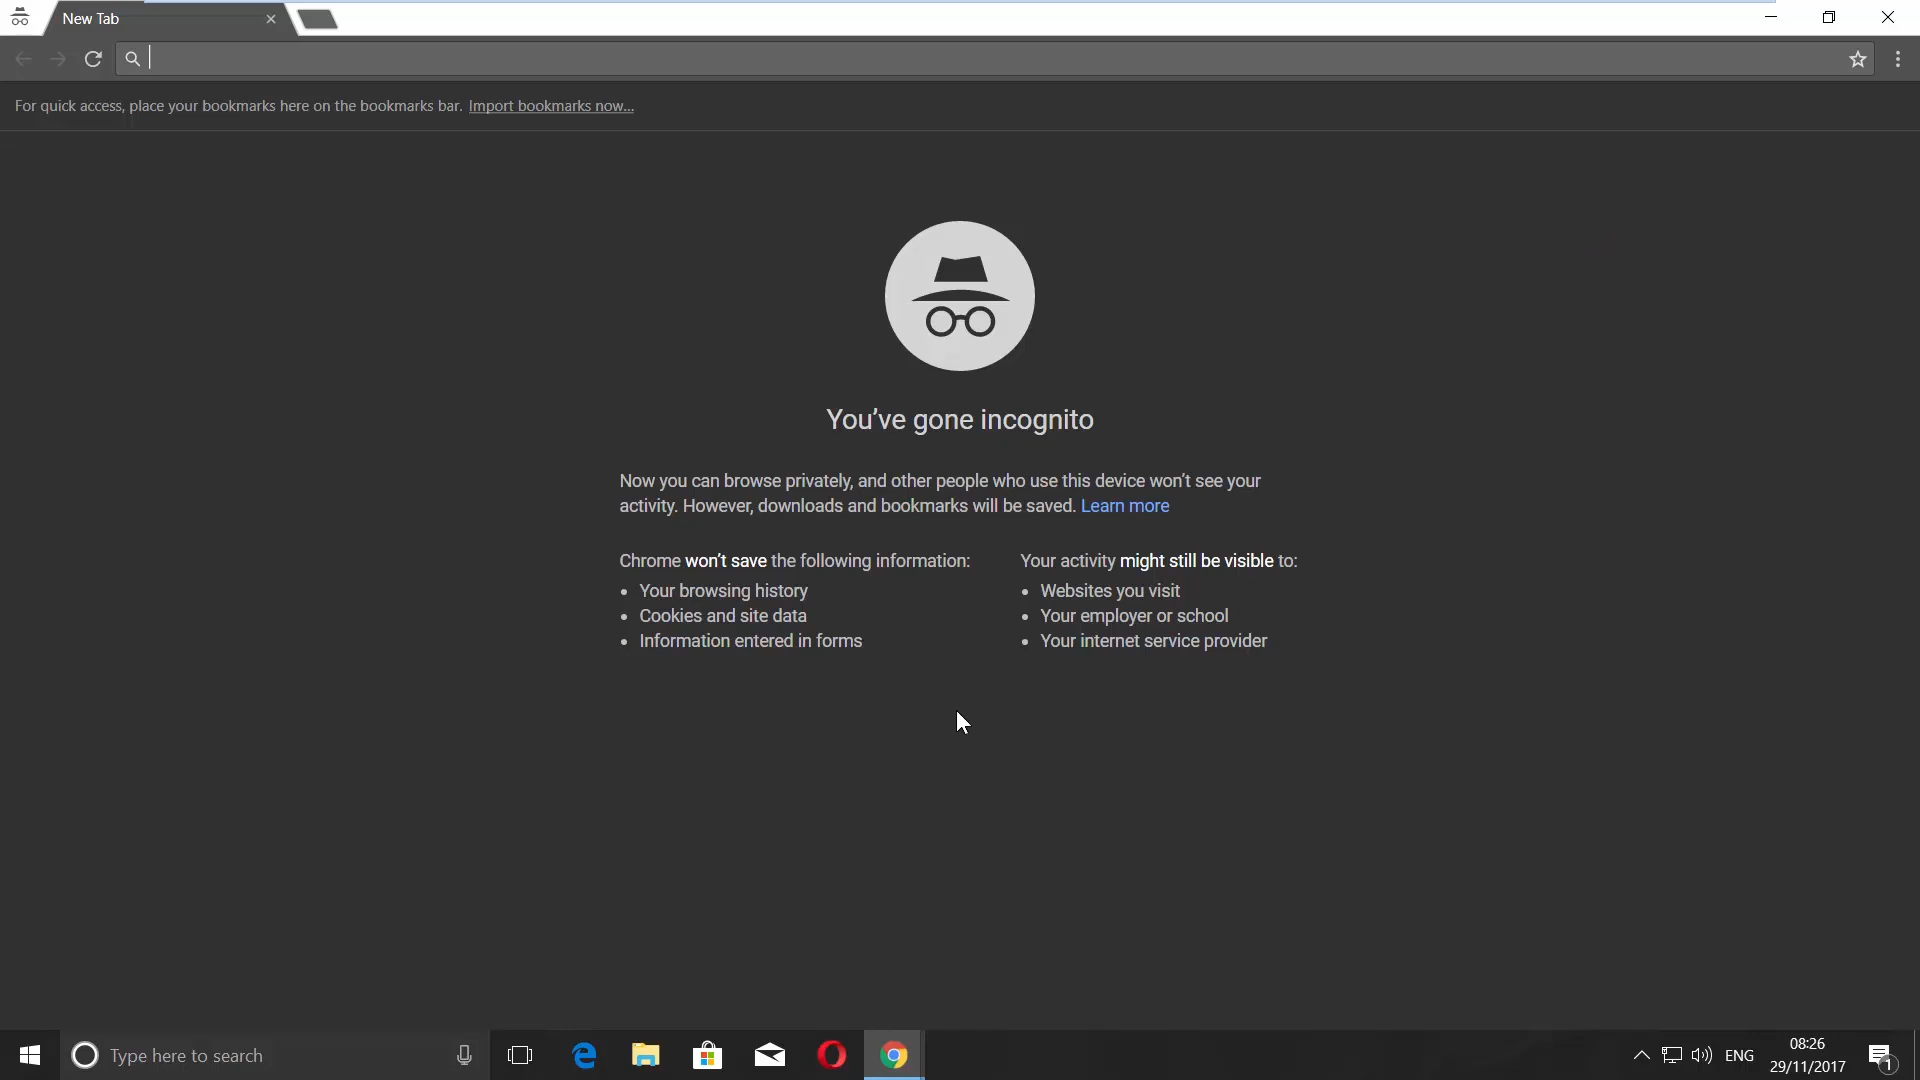 New Tab
For quick access, place your bookmarks here on the bookmarks bar. Import bookmarks now...
You've gone incognito
Now you can browse privately, and other people who use this device won't see your
activity. However, downloads and bookmarks will be saved. Learn more
Chrome won't save the following information:
• Your browsing history
• Cookies and site data
• Information entered in forms
Your activity might still be visible to:
• Websites you visit
• Your employer or school
• Your internet service provider
Type here to search
ENG
08:26
29/11/2017
1